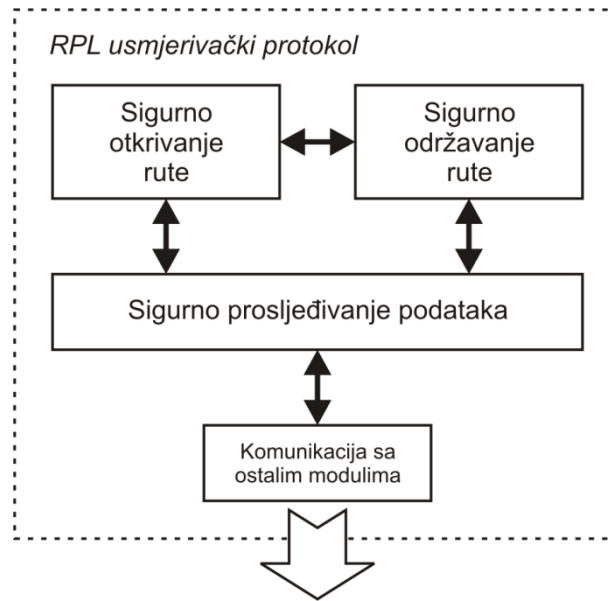 RPL usmjerivački protokol
Sigurno
otkrivanje
rute
Sigurno
održavanje
rute
Sigurno prosljeđivanje podataka
Komunikacija sa
ostalim modulima